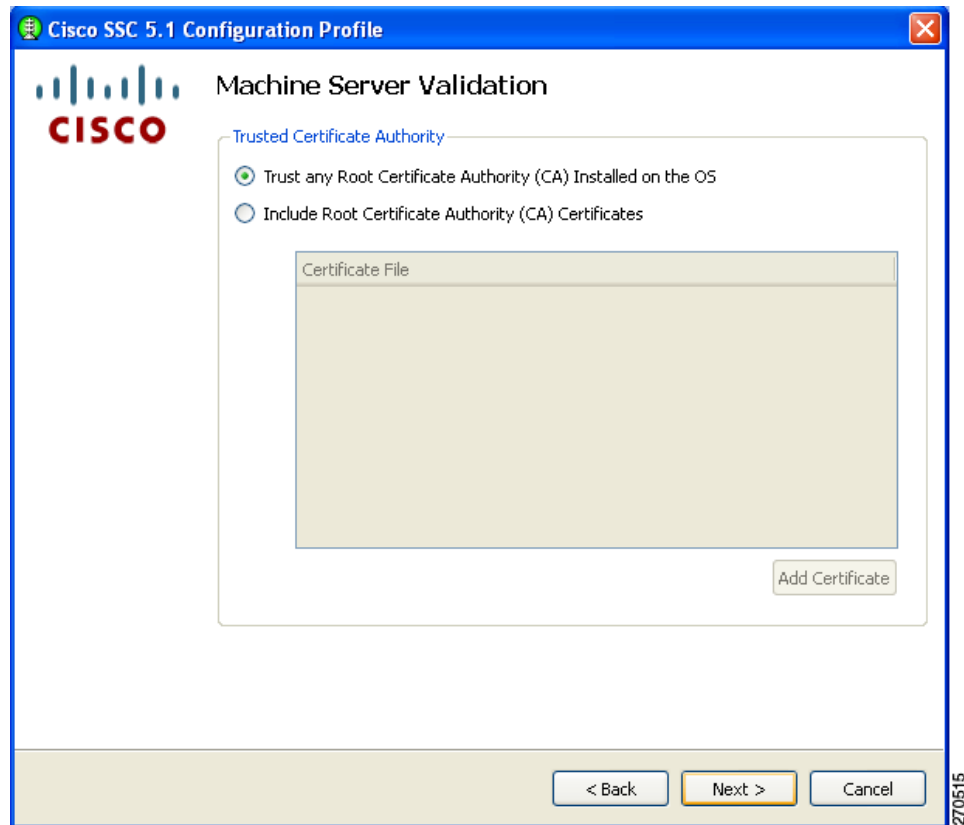 Cisco SSC 5.1 Configuration Profile
CISCO
Machine Server Validation
Trusted Certificate Authority
Trust any Root Certificate Authority (CA) Installed on the OS
Include Root Certificate Authority (CA) Certificates
Certificate File
Add Certificate
< Back
Next >
Cancel
270515